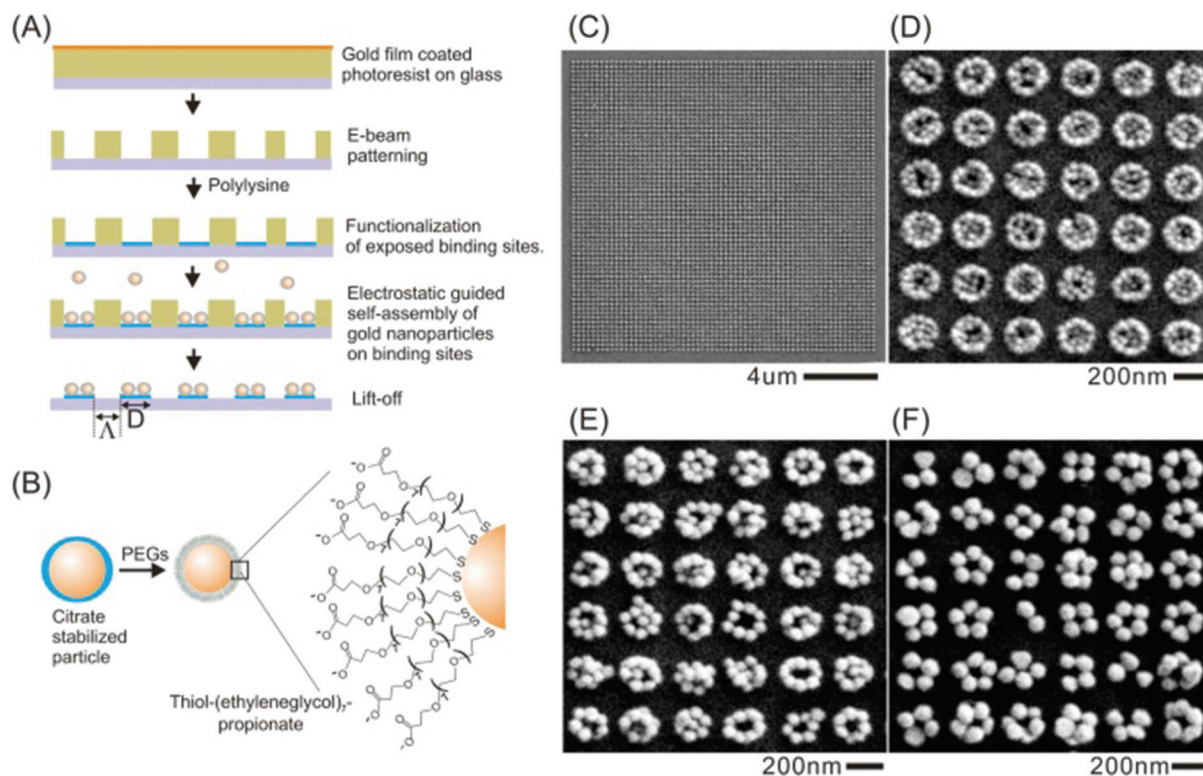 (A)
Gold film coated
photoresist on glass
E-beam
patterning
Polylysine
Functionalization
of exposed binding sites.
Electrostatic guided
self-assembly of
gold nanoparticles
on binding sites
Lift-off
Λ
D
(B)
PEGs
Citrate
stabilized
particle
Thiol-(ethyleneglycol)₇-
propionate
(C)
4um
(D)
200nm
(E)
200nm
(F)
200nm